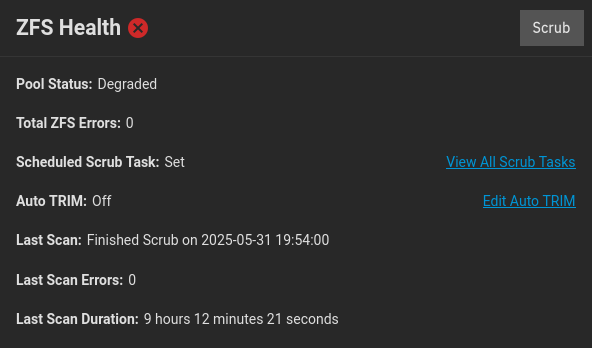 ZFS Health
Scrub
Pool Status: Degraded
Total ZFS Errors: 0
Scheduled Scrub Task: Set
View All Scrub Tasks
Auto TRIM: Off
Edit Auto TRIM
Last Scan: Finished Scrub on 2025-05-31 19:54:00
Last Scan Errors: 0
Last Scan Duration: 9 hours 12 minutes 21 seconds